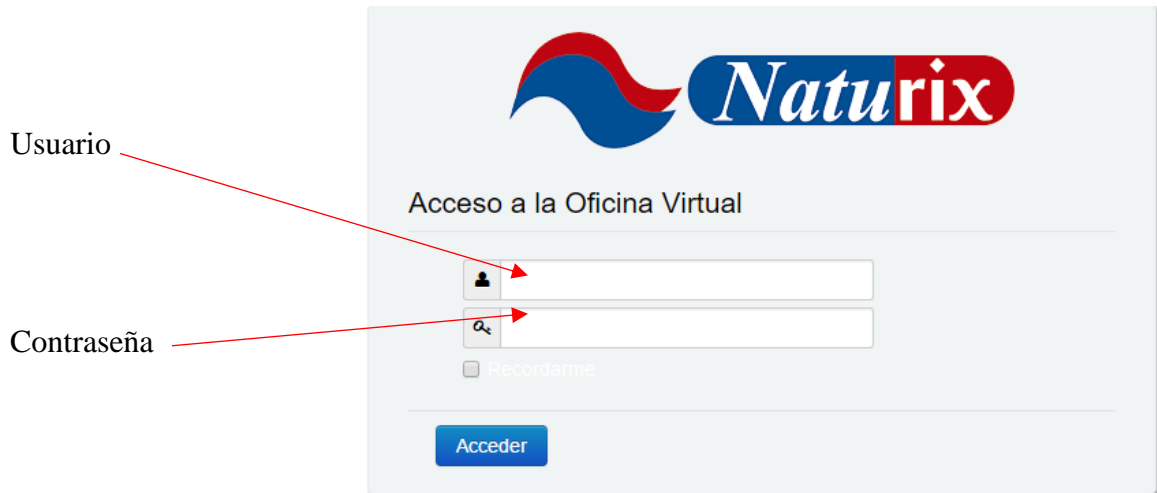 Naturix
Usuario
Acceso a la Oficina Virtual
Contraseña
Recordarme
Acceder